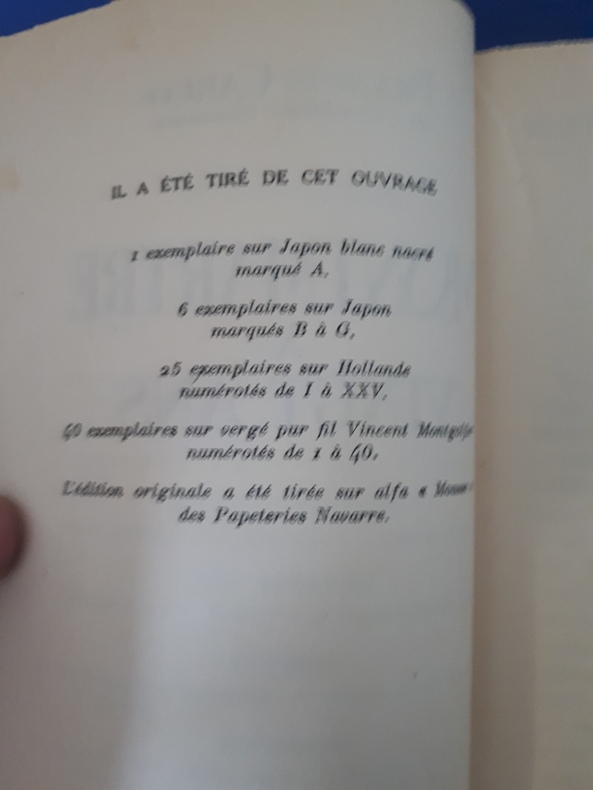 IL A ÉTÉ TIRÉ DE CET OUVRAGE
1 exemplaire sur Japon blanc nacré
marqué A,
6 exemplaires sur Japon
marqués B à G,
25 exemplaires sur Hollande
numérotés de I à XXV,
40 exemplaires sur vergé pur fil Vincent
numérotés de 1 à 40,
L'édition originale a été tirée sur alfa «
des Papeteries Navarre.